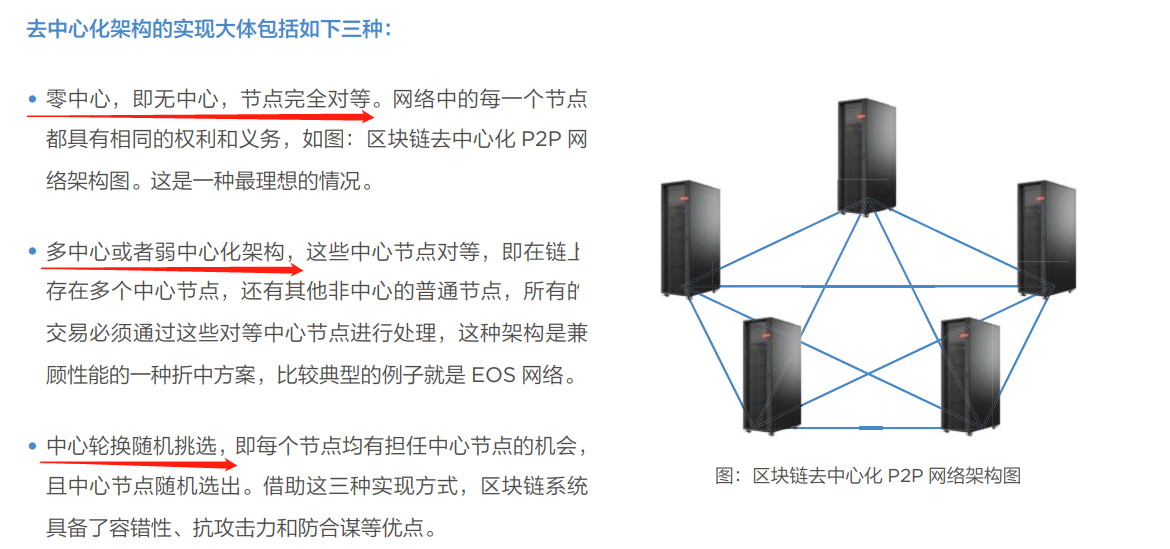 去中心化架构的实现大体包括如下三种：
• 零中心，即无中心，节点完全对等。网络中的每一个节点
都具有相同的权利和义务，如图：区块链去中心化 P2P 网
络架构图。这是一种最理想的情况。
• 多中心或者弱中心化架构，这些中心节点对等，即在链上
存在多个中心节点，还有其他非中心的普通节点，所有的
交易必须通过这些对等中心节点进行处理，这种架构是兼
顾性能的一种折中方案，比较典型的例子就是 EOS 网络。
• 中心轮换随机挑选，即每个节点均有担任中心节点的机会，
且中心节点随机选出。借助这三种实现方式，区块链系统
具备了容错性、抗攻击力和防合谋等优点。
图：区块链去中心化 P2P 网络架构图